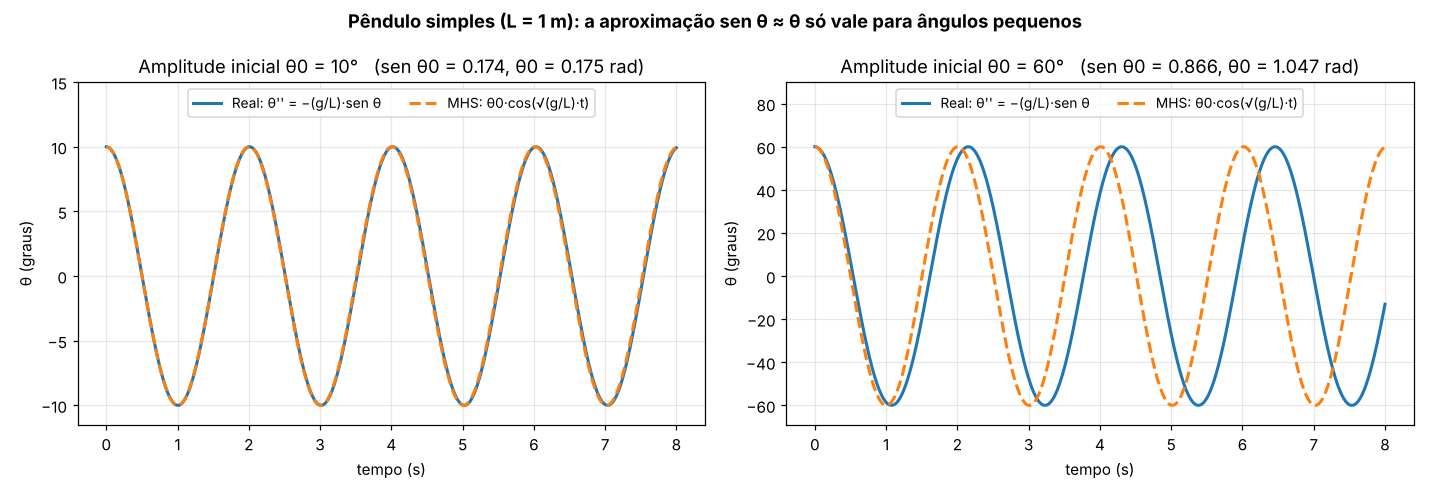 Pêndulo simples (L = 1 m): a aproximação sen θ ≈ θ só vale para ângulos pequenos
Amplitude inicial θ0 = 10°   (sen θ0 = 0.174, θ0 = 0.175 rad)
Real: θ'' = −(g/L)·sen θ
MHS: θ0·cos(√(g/L)·t)
15
10
5
0
−5
−10
θ (graus)
0 1 2 3 4 5 6 7 8
tempo (s)
Amplitude inicial θ0 = 60°   (sen θ0 = 0.866, θ0 = 1.047 rad)
Real: θ'' = −(g/L)·sen θ
MHS: θ0·cos(√(g/L)·t)
80
60
40
20
0
−20
−40
−60
θ (graus)
0 1 2 3 4 5 6 7 8
tempo (s)